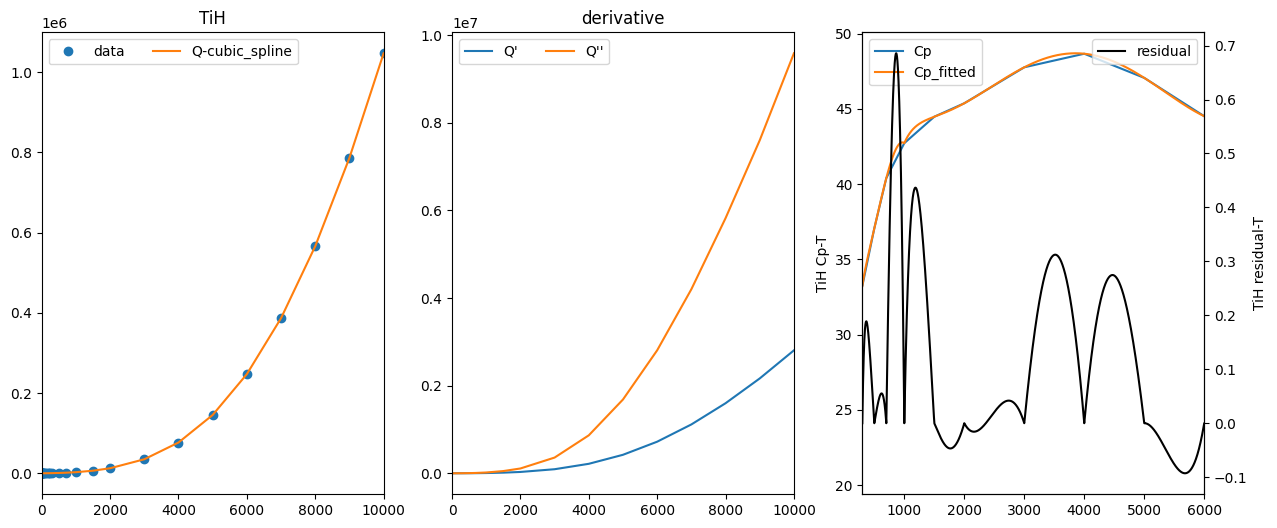 TiH
1e6
data
Q-cubic_spline
1.0
0.8
0.6
0.4
0.2
0.0
0 2000 4000 6000 8000 10000
derivative
1e7
Q' Q''
1.0
0.8
0.6
0.4
0.2
0.0
0 2000 4000 6000 8000 10000
Cp
Cp_fitted
residual
TiH Cp-T
50
45
40
35
30
25
20
1000 2000 3000 4000 5000 6000
0.7
0.6
0.5
0.4
0.3
0.2
0.1
0.0
−0.1
TiH residual-T